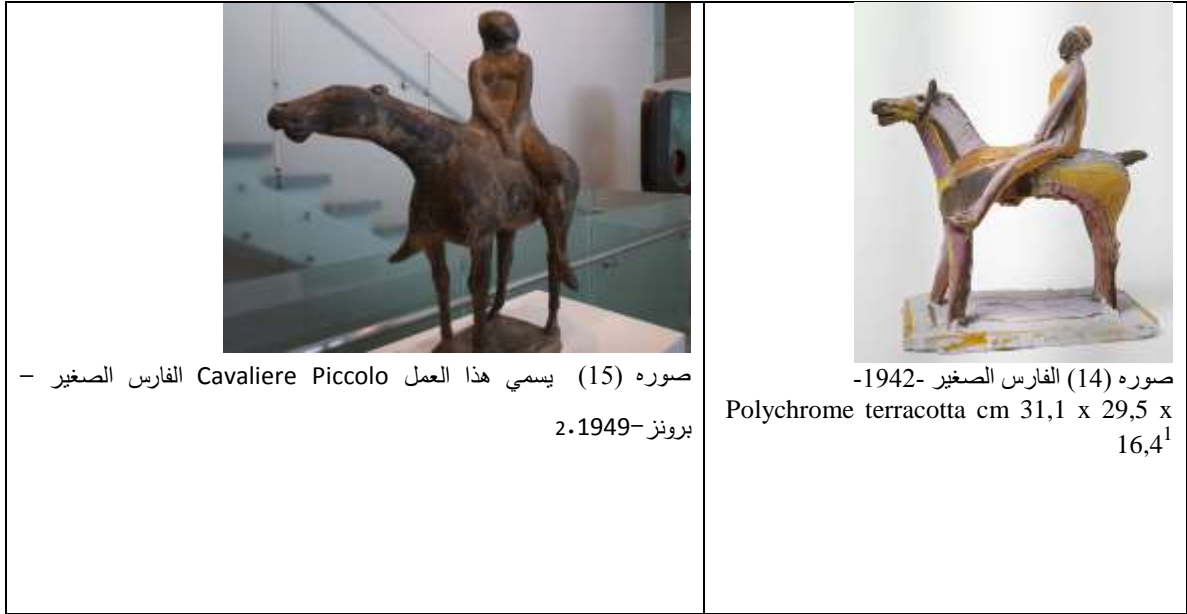 صوره (14) الفارس الصغير -1942-
Polychrome terracotta cm 31,1 x 29,5 x
16,4¹
صوره (15) يسمي هذا العمل Cavaliere Piccolo الفارس الصغير –
برونز–1949.²